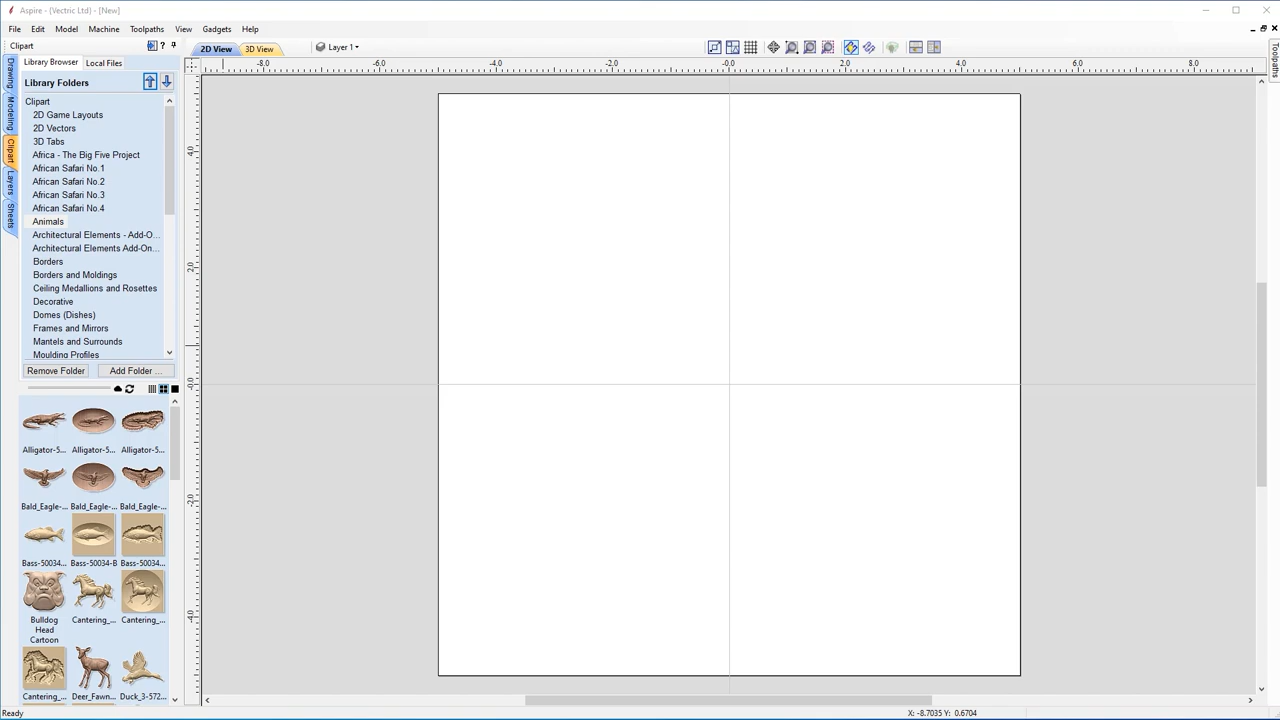 Aspire - {Vectric Ltd} - [New]
File Edit Model Machine Toolpaths View Gadgets Help
Clipart
2D View 3D View Layer 1
Library Browser Local Files
Library Folders
Clipart
2D Game Layouts
2D Vectors
3D Tabs
Africa - The Big Five Project
African Safari No.1
African Safari No.2
African Safari No.3
African Safari No.4
Animals
Architectural Elements - Add-O...
Architectural Elements Add-On...
Borders
Borders and Moldings
Ceiling Medallions and Rosettes
Decorative
Domes (Dishes)
Frames and Mirrors
Mantels and Surrounds
Moulding Profiles
Remove Folder Add Folder ...
Drawing
Modeling
Clipart
Layers
Sheets
Toolpaths
-8.0 -6.0 -4.0 -2.0 -0.0 2.0 4.0 6.0 8.0
4.0
2.0
-0.0
-2.0
-4.0
Alligator-5... Alligator-5... Alligator-5...
Bald_Eagle-... Bald_Eagle-... Bald_Eagle-...
Bass-50034... Bass-50034-B Bass-50034...
Bulldog Cantering_... Cantering_...
Head
Cartoon
Cantering_... Deer_Fawn... Duck_3-572...
Ready X: -8.7035 Y: 0.6704